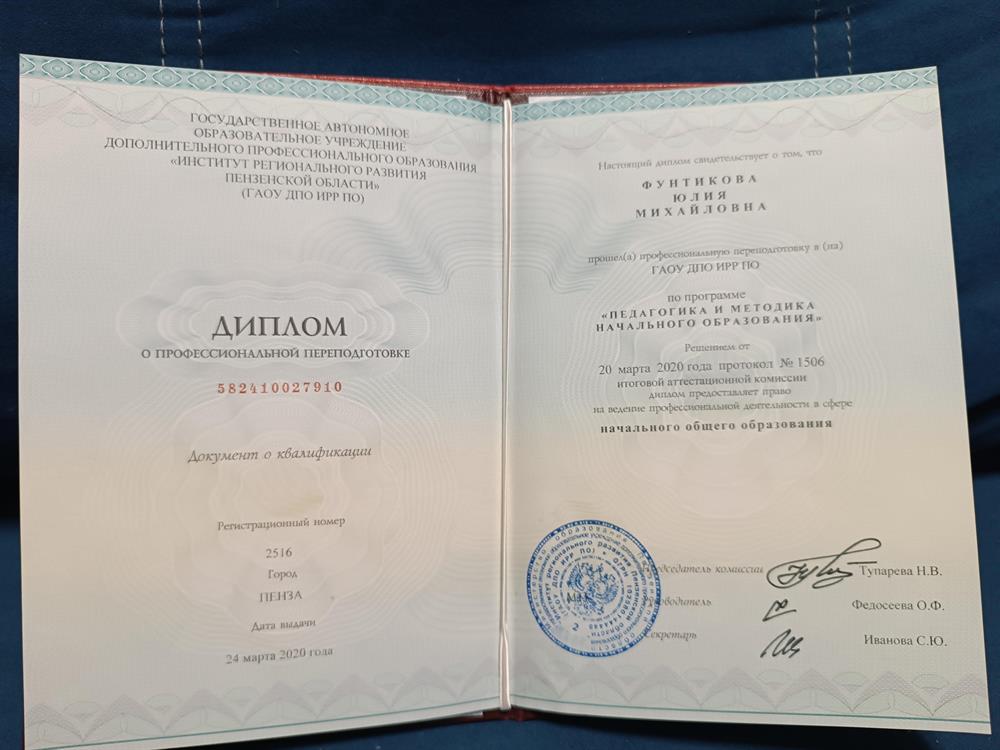 ГОСУДАРСТВЕННОЕ АВТОНОМНОЕ
ОБРАЗОВАТЕЛЬНОЕ УЧРЕЖДЕНИЕ
ДОПОЛНИТЕЛЬНОГО ПРОФЕССИОНАЛЬНОГО ОБРАЗОВАНИЯ
«ИНСТИТУТ РЕГИОНАЛЬНОГО РАЗВИТИЯ
ПЕНЗЕНСКОЙ ОБЛАСТИ»
(ГАОУ ДПО ИРР ПО)
ДИПЛОМ
О ПРОФЕССИОНАЛЬНОЙ ПЕРЕПОДГОТОВКЕ
582410027910
Документ о квалификации
Регистрационный номер
2516
Город
ПЕНЗА
Дата выдачи
24 марта 2020 года
Настоящий диплом свидетельствует о том, что
ФУНТИКОВА
ЮЛИЯ
МИХАЙЛОВНА
прошел(а) профессиональную переподготовку в (на)
ГАОУ ДПО ИРР ПО
по программе
«ПЕДАГОГИКА И МЕТОДИКА
НАЧАЛЬНОГО ОБРАЗОВАНИЯ»
Решением от
20 марта 2020 года протокол № 1506
итоговой аттестационной комиссии
диплом предоставляет право
на ведение профессиональной деятельности в сфере
начального общего образования
Председатель комиссии Тупарева Н.В.
Руководитель Федосеева О.Ф.
Секретарь Иванова С.Ю.